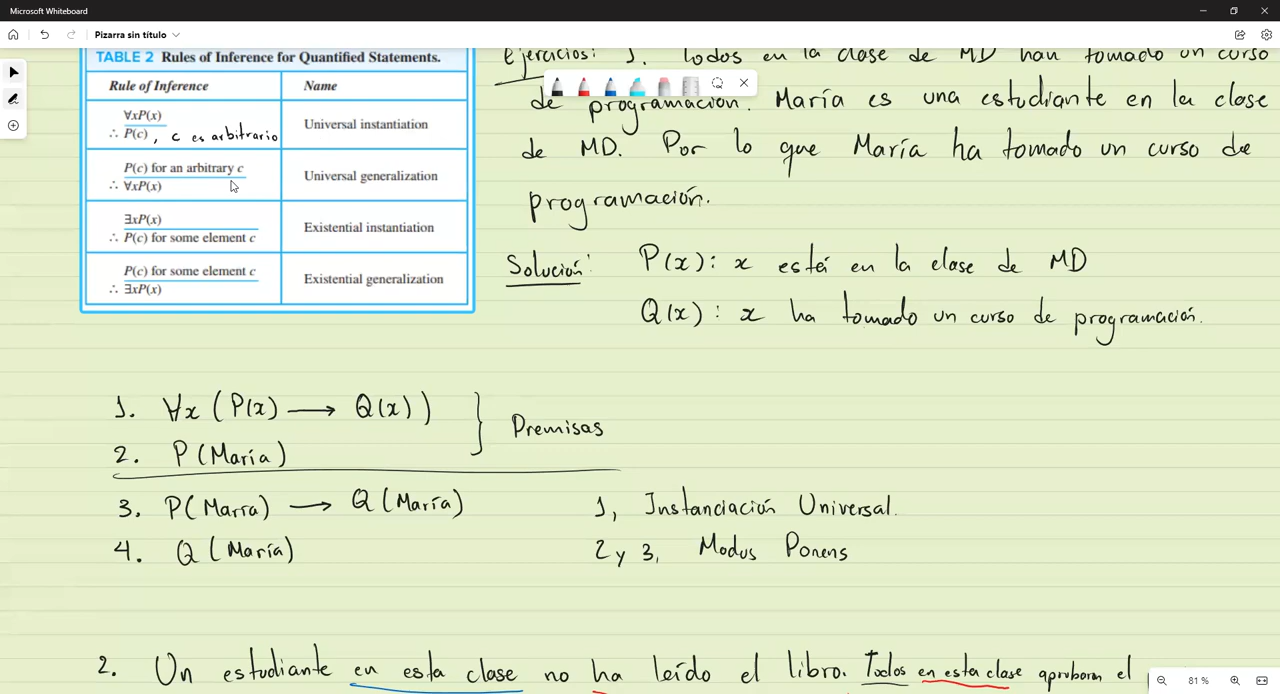 Microsoft Whiteboard
Pizarra sin título
TABLE 2 Rules of Inference for Quantified Statements.
Rule of Inference Name
∀xP(x)
∴ P(c) , c es arbitrario
Universal instantiation
P(c) for an arbitrary c
∴ ∀xP(x)
Universal generalization
∃xP(x)
∴ P(c) for some element c
Existential instantiation
P(c) for some element c
∴ ∃xP(x)
Existential generalization
Ejercicios: 1. Todos en la clase de MD han tomado un curso
de programación. María es una estudiante en la clase
de MD. Por lo que María ha tomado un curso de
programación.
Solución: P(x): x está en la clase de MD
Q(x): x ha tomado un curso de programación.
1. ∀x (P(x) → Q(x))
2. P(María)
Premisas
3. P(María) → Q(María) 1, Instanciación Universal.
4. Q(María) 2 y 3, Modus Ponens
2. Un estudiante en esta clase no ha leído el libro. Todos en esta clase aprobaron el
81 %